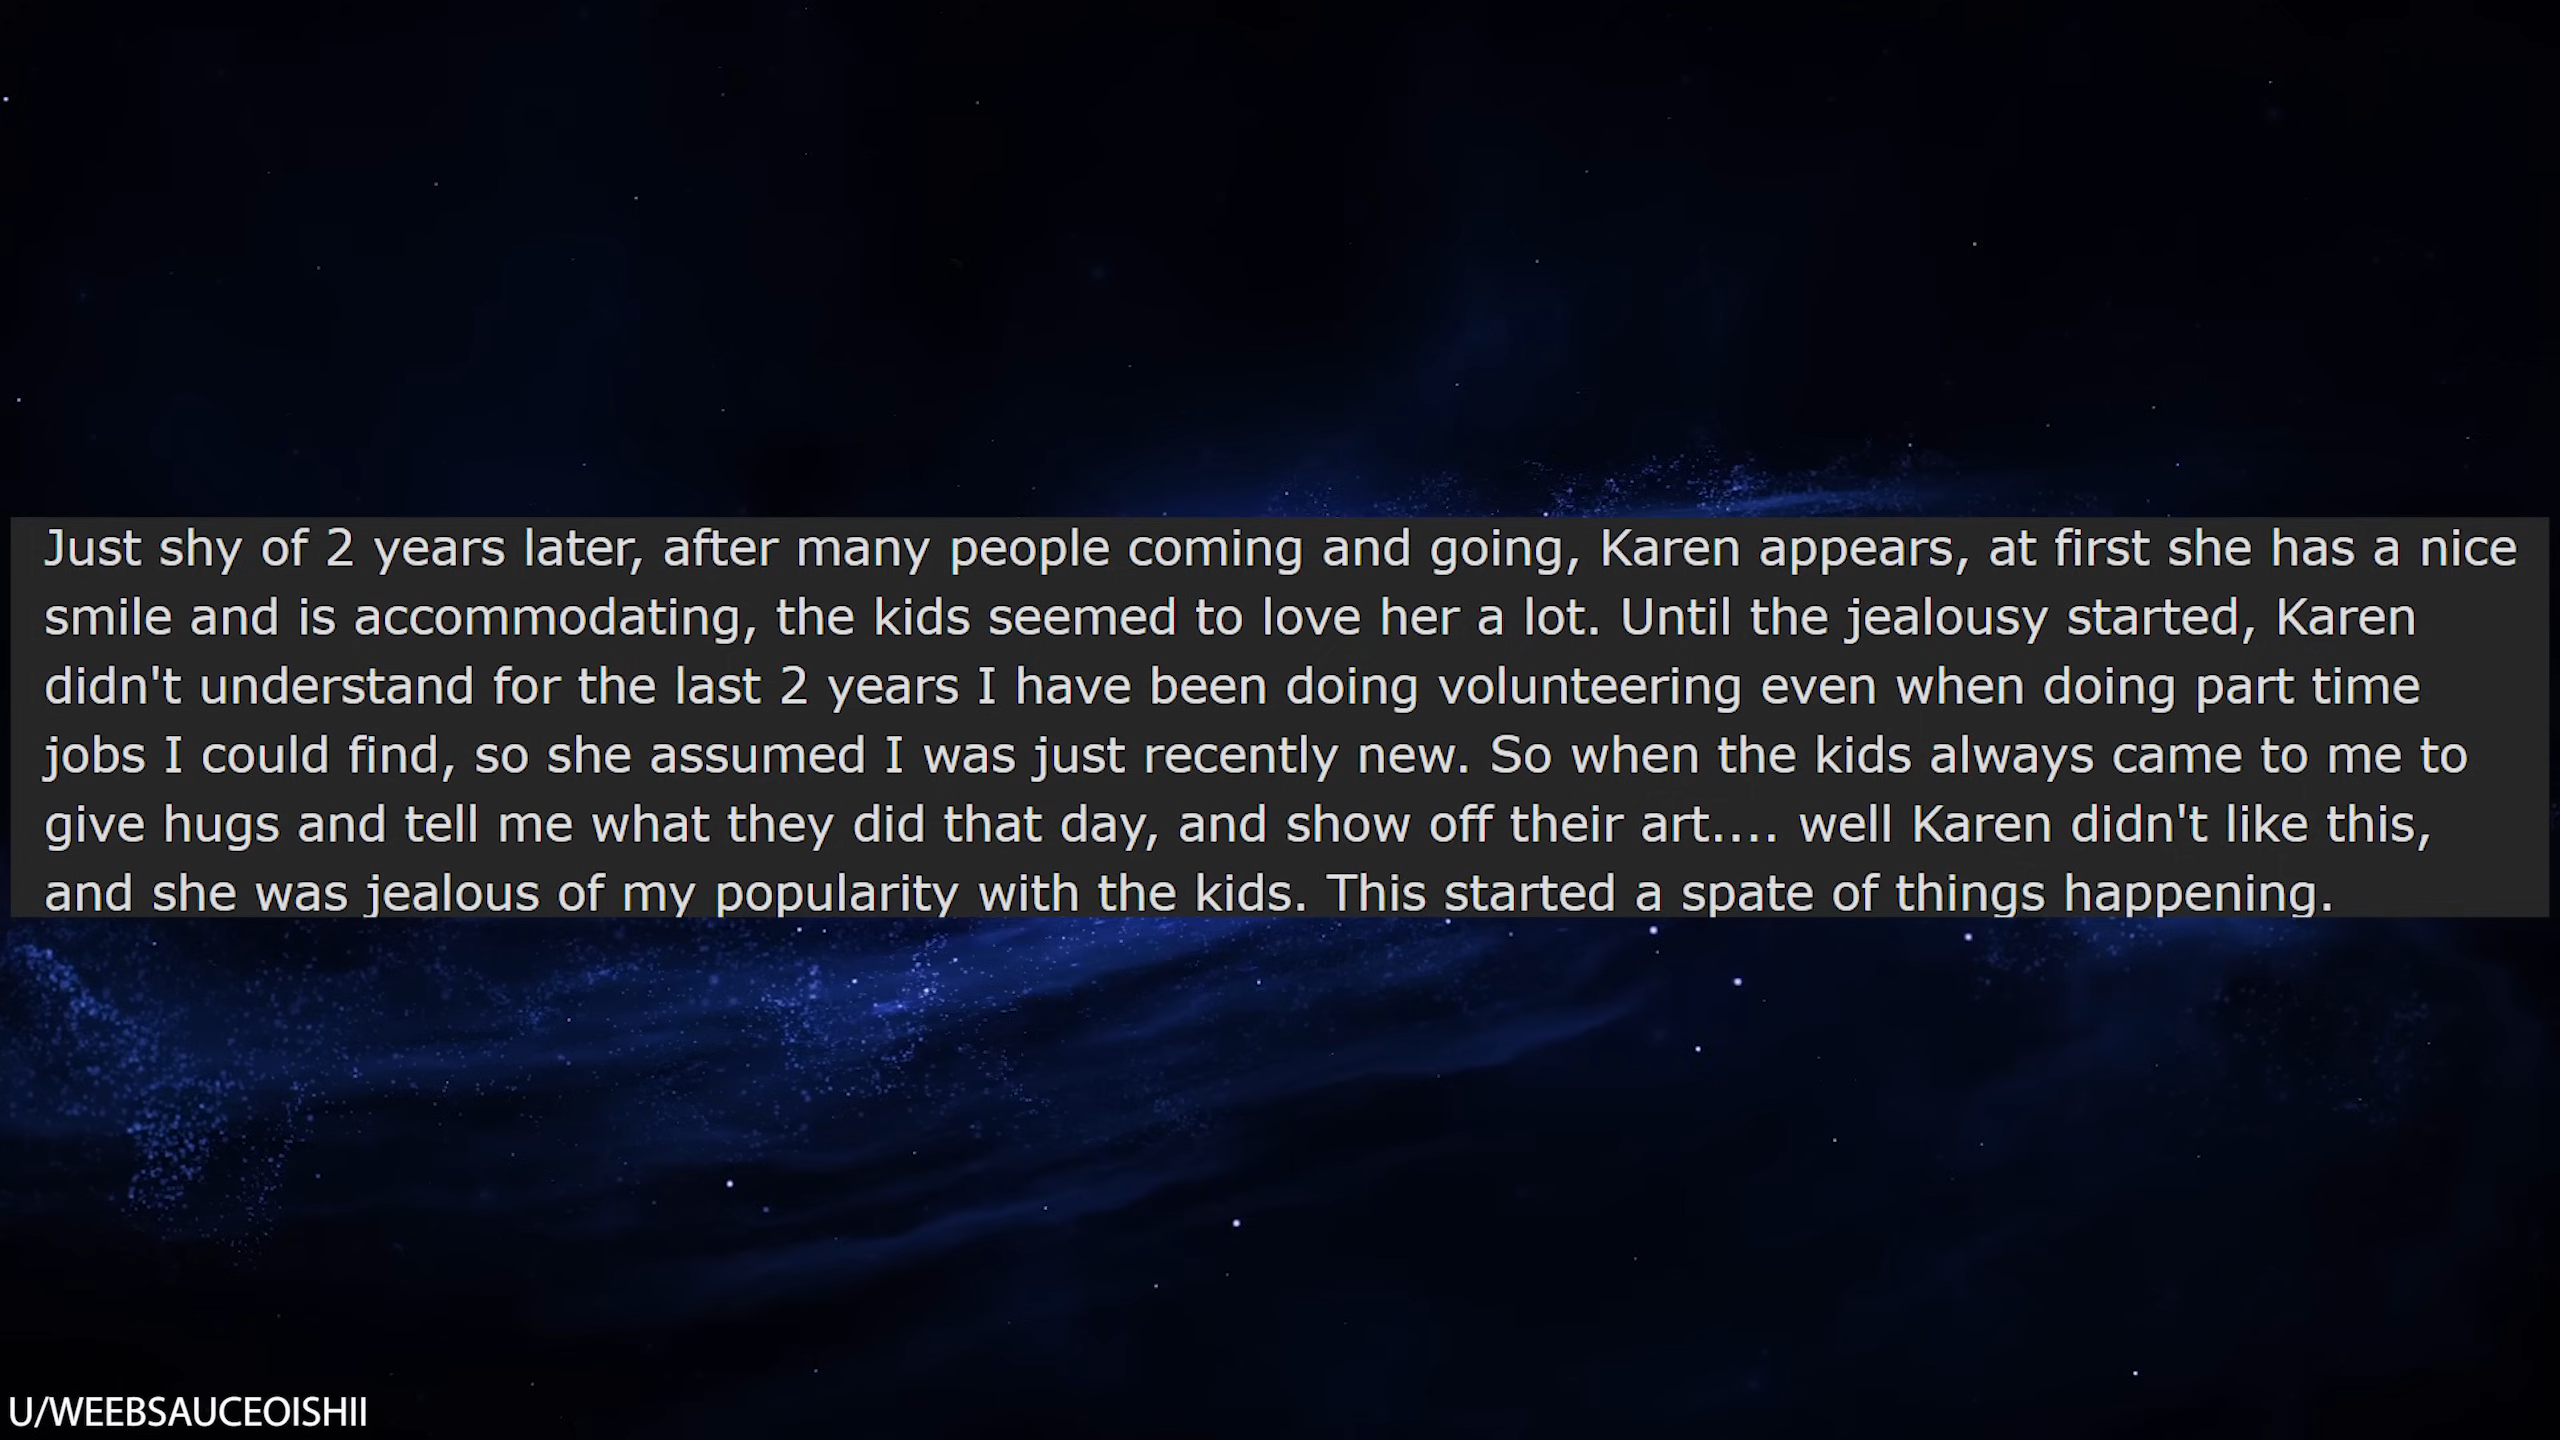 Just shy of 2 years later, after many people coming and going, Karen appears, at first she has a nice
smile and is accommodating, the kids seemed to love her a lot. Until the jealousy started, Karen
didn't understand for the last 2 years I have been doing volunteering even when doing part time
jobs I could find, so she assumed I was just recently new. So when the kids always came to me to
give hugs and tell me what they did that day, and show off their art.... well Karen didn't like this,
and she was jealous of my popularity with the kids. This started a spate of things happening.
U/WEEBSAUCEOISHII